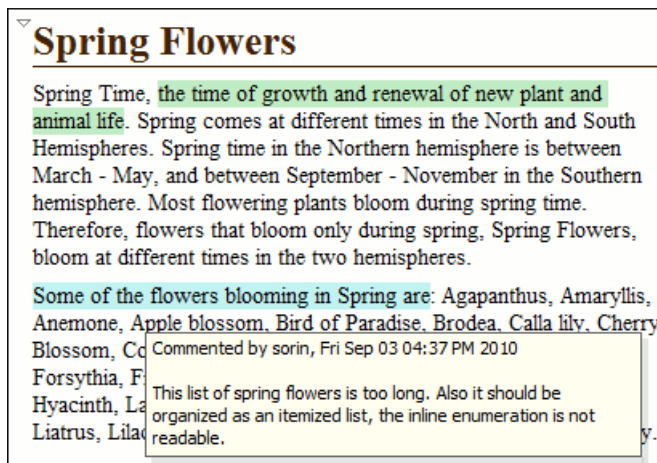 Spring Flowers
Spring Time, the time of growth and renewal of new plant and
animal life. Spring comes at different times in the North and South
Hemispheres. Spring time in the Northern hemisphere is between
March - May, and between September - November in the Southern
hemisphere. Most flowering plants bloom during spring time.
Therefore, flowers that bloom only during spring, Spring Flowers,
bloom at different times in the two hemispheres.
Some of the flowers blooming in Spring are: Agapanthus, Amaryllis,
Anemone, Apple blossom, Bird of Paradise, Brodea, Calla lily, Cherry
Blossom,
Forsythia,
Hyacinth,
Liatrus,
Commented by sorin, Fri Sep 03 04:37 PM 2010
This list of spring flowers is too long. Also it should be
organized as an itemized list, the inline enumeration is not
readable.